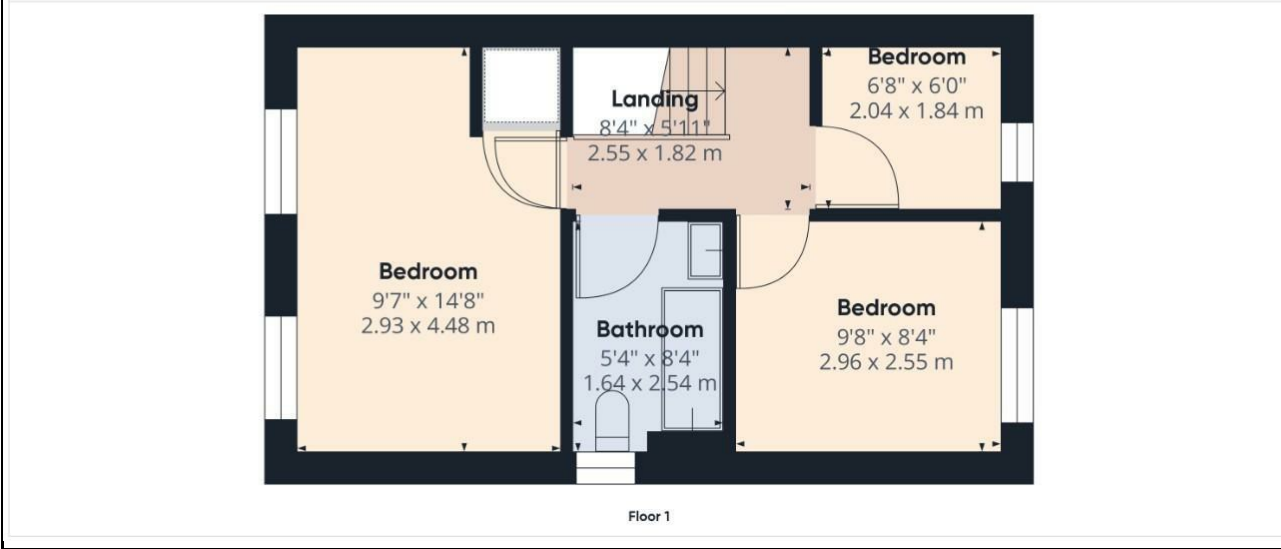 Bedroom
6'8" x 6'0"
2.04 x 1.84 m
Landing
8'4" x 5'11"
2.55 x 1.82 m
Bedroom
9'7" x 14'8"
2.93 x 4.48 m
Bathroom
5'4" x 8'4"
1.64 x 2.54 m
Bedroom
9'8" x 8'4"
2.96 x 2.55 m
Floor 1